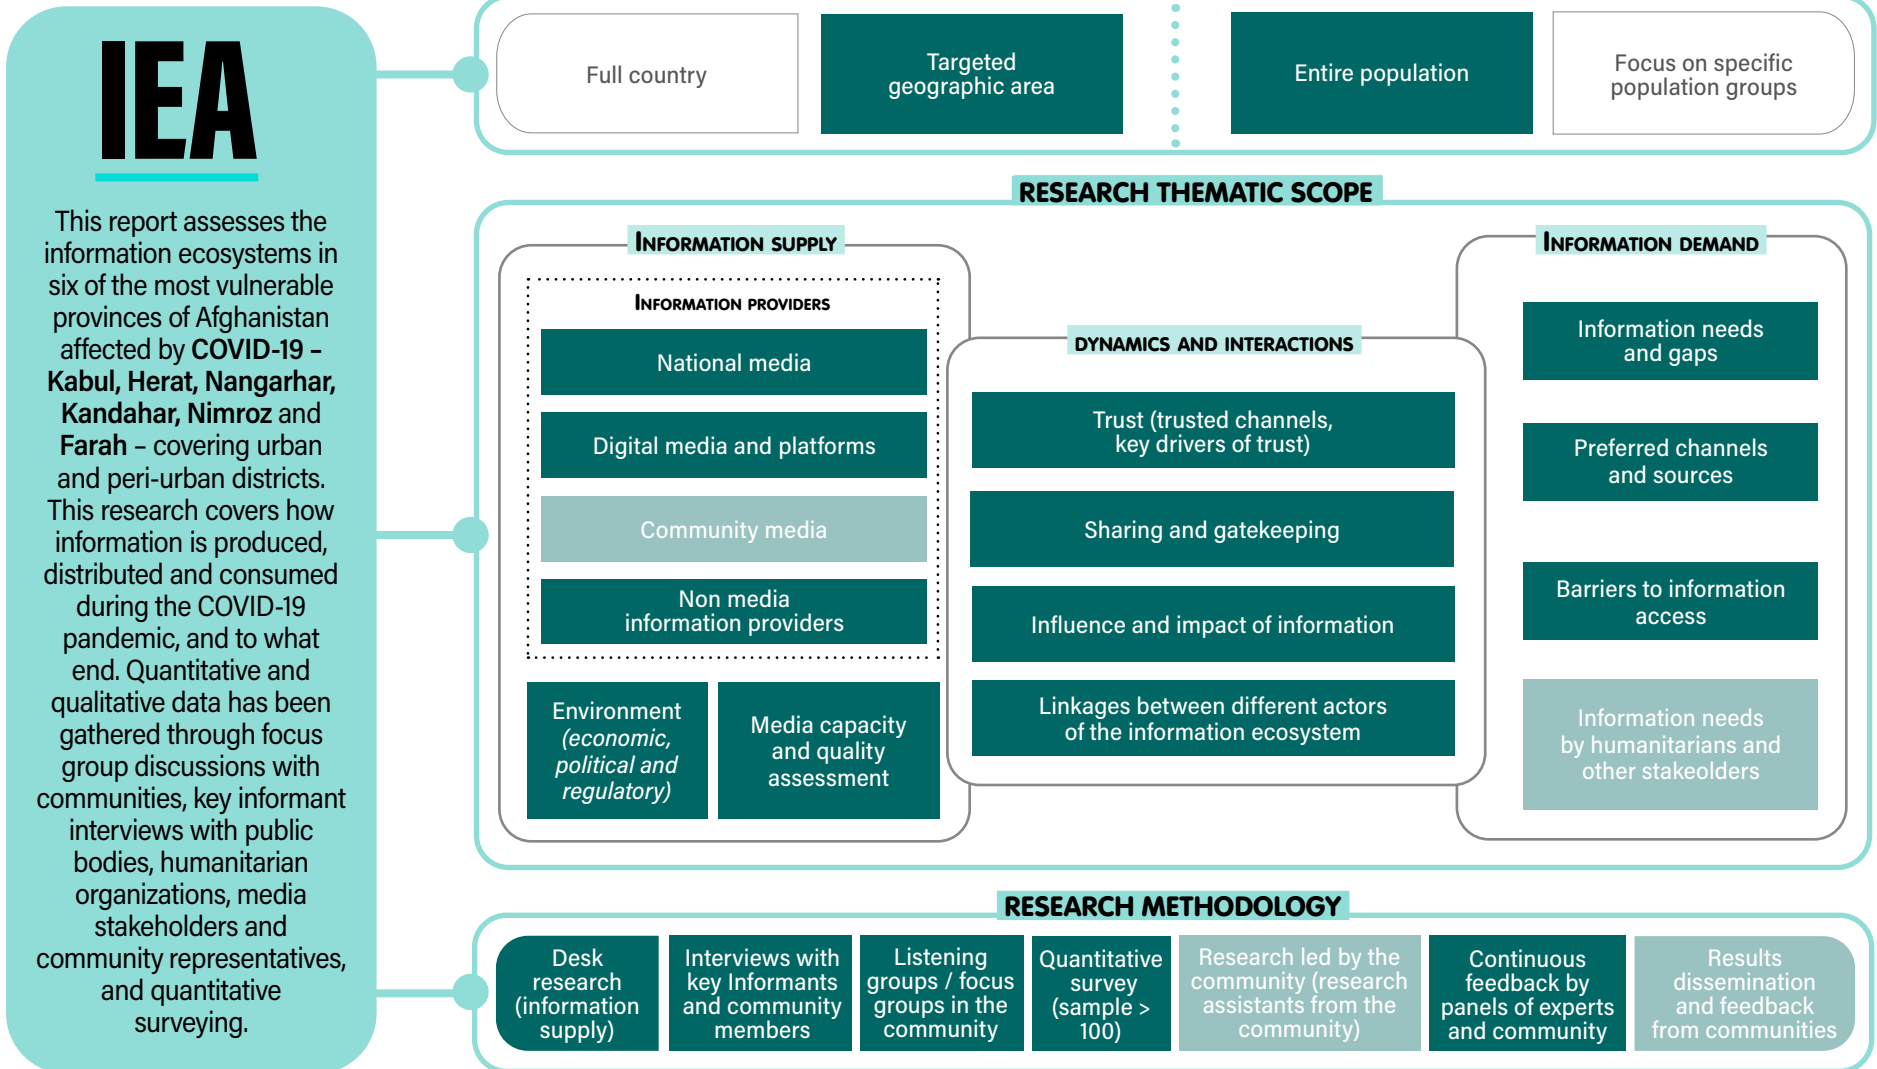 IEA
This report assesses the
information ecosystems in
six of the most vulnerable
provinces of Afghanistan
affected by COVID-19 –
Kabul, Herat, Nangarhar,
Kandahar, Nimroz and
Farah – covering urban
and peri-urban districts.
This research covers how
information is produced,
distributed and consumed
during the COVID-19
pandemic, and to what
end. Quantitative and
qualitative data has been
gathered through focus
group discussions with
communities, key informant
interviews with public
bodies, humanitarian
organizations, media
stakeholders and
community representatives,
and quantitative
surveying.
Full country
Targeted
geographic area
Entire population
Focus on specific
population groups
RESEARCH THEMATIC SCOPE
INFORMATION SUPPLY
INFORMATION PROVIDERS
National media
Digital media and platforms
Community media
Non media
information providers
Environment
(economic,
political and
regulatory)
Media capacity
and quality
assessment
DYNAMICS AND INTERACTIONS
Trust (trusted channels,
key drivers of trust)
Sharing and gatekeeping
Influence and impact of information
Linkages between different actors
of the information ecosystem
INFORMATION DEMAND
Information needs
and gaps
Preferred channels
and sources
Barriers to information
access
Information needs
by humanitarians and
other stakeolders
RESEARCH METHODOLOGY
Desk
research
(information
supply)
Interviews with
key Informants
and community
members
Listening
groups / focus
groups in the
community
Quantitative
survey
(sample >
100)
Research led by the
community (research
assistants from the
community)
Continuous
feedback by
panels of experts
and community
Results
dissemination
and feedback
from communities